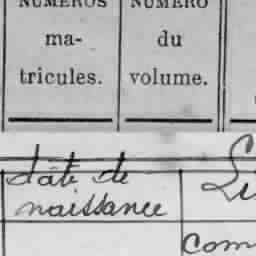 NUMÉROS
ma-
tricules.
NUMÉRO
du
volume.
date de
naissance
com